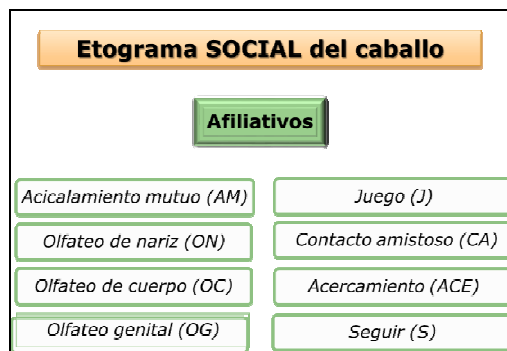 Etograma SOCIAL del caballo
Afiliativos
Acicalamiento mutuo (AM)
Olfateo de nariz (ON)
Olfateo de cuerpo (OC)
Olfateo genital (OG)
Juego (J)
Contacto amistoso (CA)
Acercamiento (ACE)
Seguir (S)